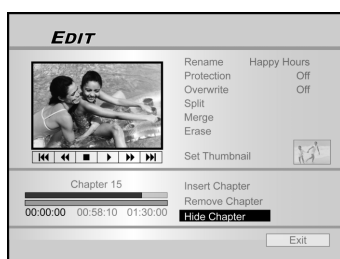 EDIT
Rename Happy Hours
Protection Off
Overwrite Off
Split
Merge
Erase
Set Thumbnail
Chapter 15
00:00:00 00:58:10 01:30:00
Insert Chapter
Remove Chapter
Hide Chapter
Exit